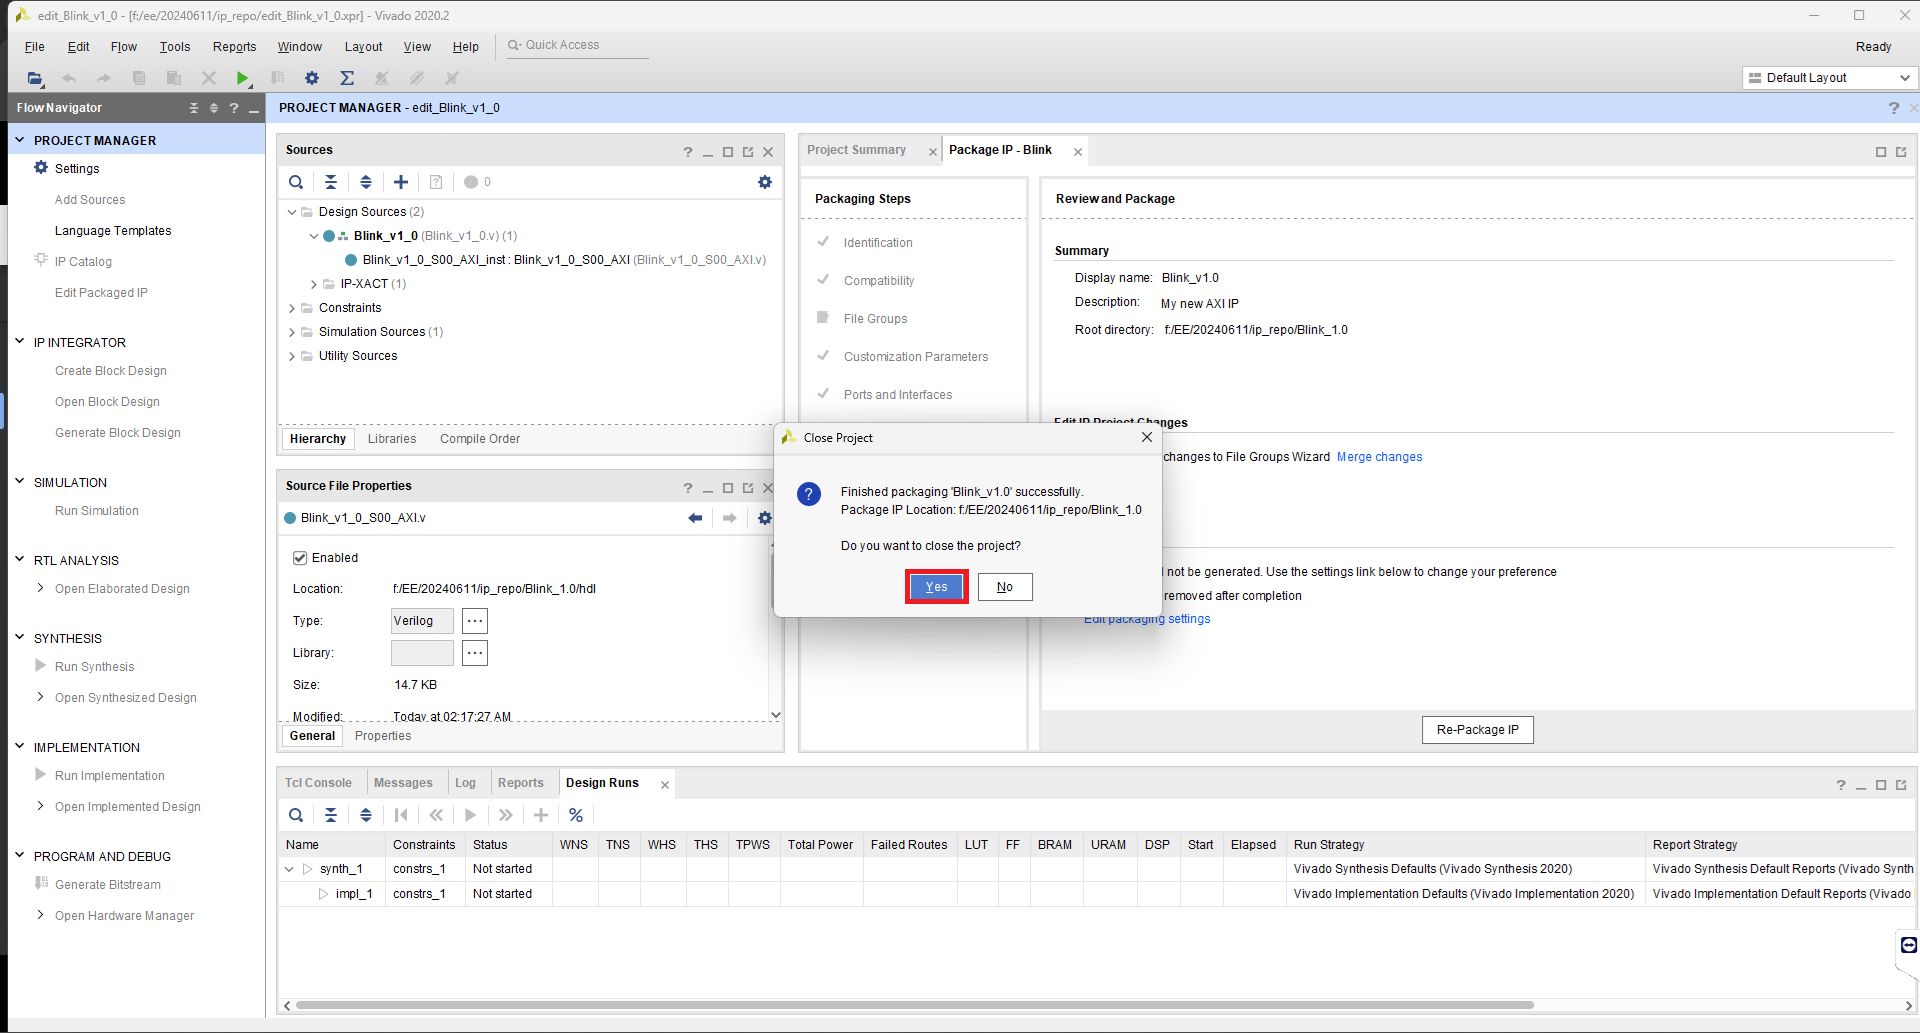 edit_Blink_v1_0 - [f:/ee/20240611/ip_repo/edit_Blink_v1_0.xpr] - Vivado 2020.2
File Edit Flow Tools Reports Window Layout View Help Quick Access Ready
Default Layout
Flow Navigator
PROJECT MANAGER - edit_Blink_v1_0
PROJECT MANAGER
Settings
Add Sources
Language Templates
IP Catalog
Edit Packaged IP
IP INTEGRATOR
Create Block Design
Open Block Design
Generate Block Design
SIMULATION
Run Simulation
RTL ANALYSIS
Open Elaborated Design
SYNTHESIS
Run Synthesis
Open Synthesized Design
IMPLEMENTATION
Run Implementation
Open Implemented Design
PROGRAM AND DEBUG
Generate Bitstream
Open Hardware Manager
Sources
0
Design Sources (2)
Blink_v1_0 (Blink_v1_0.v) (1)
Blink_v1_0_S00_AXI_inst : Blink_v1_0_S00_AXI (Blink_v1_0_S00_AXI.v)
IP-XACT (1)
Constraints
Simulation Sources (1)
Utility Sources
Hierarchy Libraries Compile Order
Source File Properties
Blink_v1_0_S00_AXI.v
Enabled
Location: f:/EE/20240611/ip_repo/Blink_1.0/hdl
Type: Verilog
Library:
Size: 14.7 KB
Modified: Today at 02:17:27 AM
General Properties
Project Summary Package IP - Blink
Packaging Steps
Identification
Compatibility
File Groups
Customization Parameters
Ports and Interfaces
Review and Package
Summary
Display name: Blink_v1.0
Description: My new AXI IP
Root directory: f:/EE/20240611/ip_repo/Blink_1.0
Edit IP Project Changes
changes to File Groups Wizard Merge changes
not be generated. Use the settings link below to change your preference
removed after completion
Edit packaging settings
Re-Package IP
Close Project
Finished packaging 'Blink_v1.0' successfully.
Package IP Location: f:/EE/20240611/ip_repo/Blink_1.0
Do you want to close the project?
Yes No
Tcl Console Messages Log Reports Design Runs
Name Constraints Status WNS TNS WHS THS TPWS Total Power Failed Routes LUT FF BRAM URAM DSP Start Elapsed Run Strategy Report Strategy
synth_1 constrs_1 Not started Vivado Synthesis Defaults (Vivado Synthesis 2020) Vivado Synthesis Default Reports (Vivado Synth
impl_1 constrs_1 Not started Vivado Implementation Defaults (Vivado Implementation 2020) Vivado Implementation Default Reports (Vivado